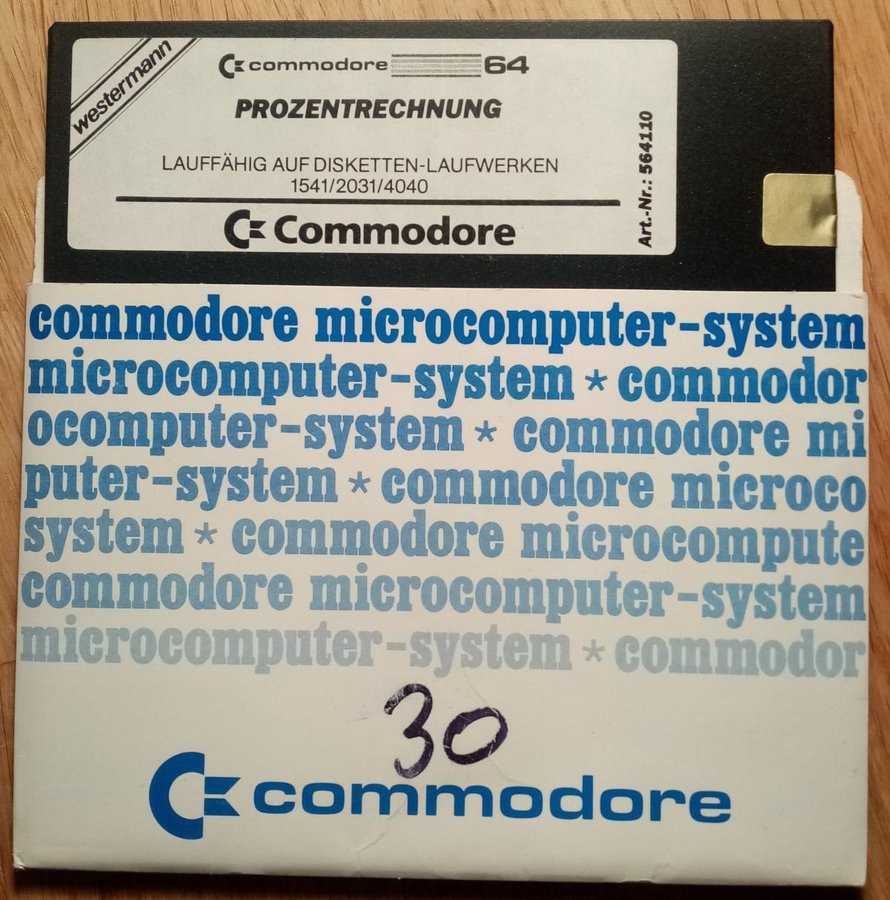 westermann
commodore 64
PROZENTRECHNUNG
LAUFFÄHIG AUF DISKETTEN-LAUFWERKEN
1541/2031/4040
Commodore
Art.-Nr.: 564110
commodore microcomputer-system
microcomputer-system * commodor
ocomputer-system * commodore mi
puter-system * commodore microco
system * commodore microcompute
commodore microcomputer-system
microcomputer-system * commodor
30
commodore